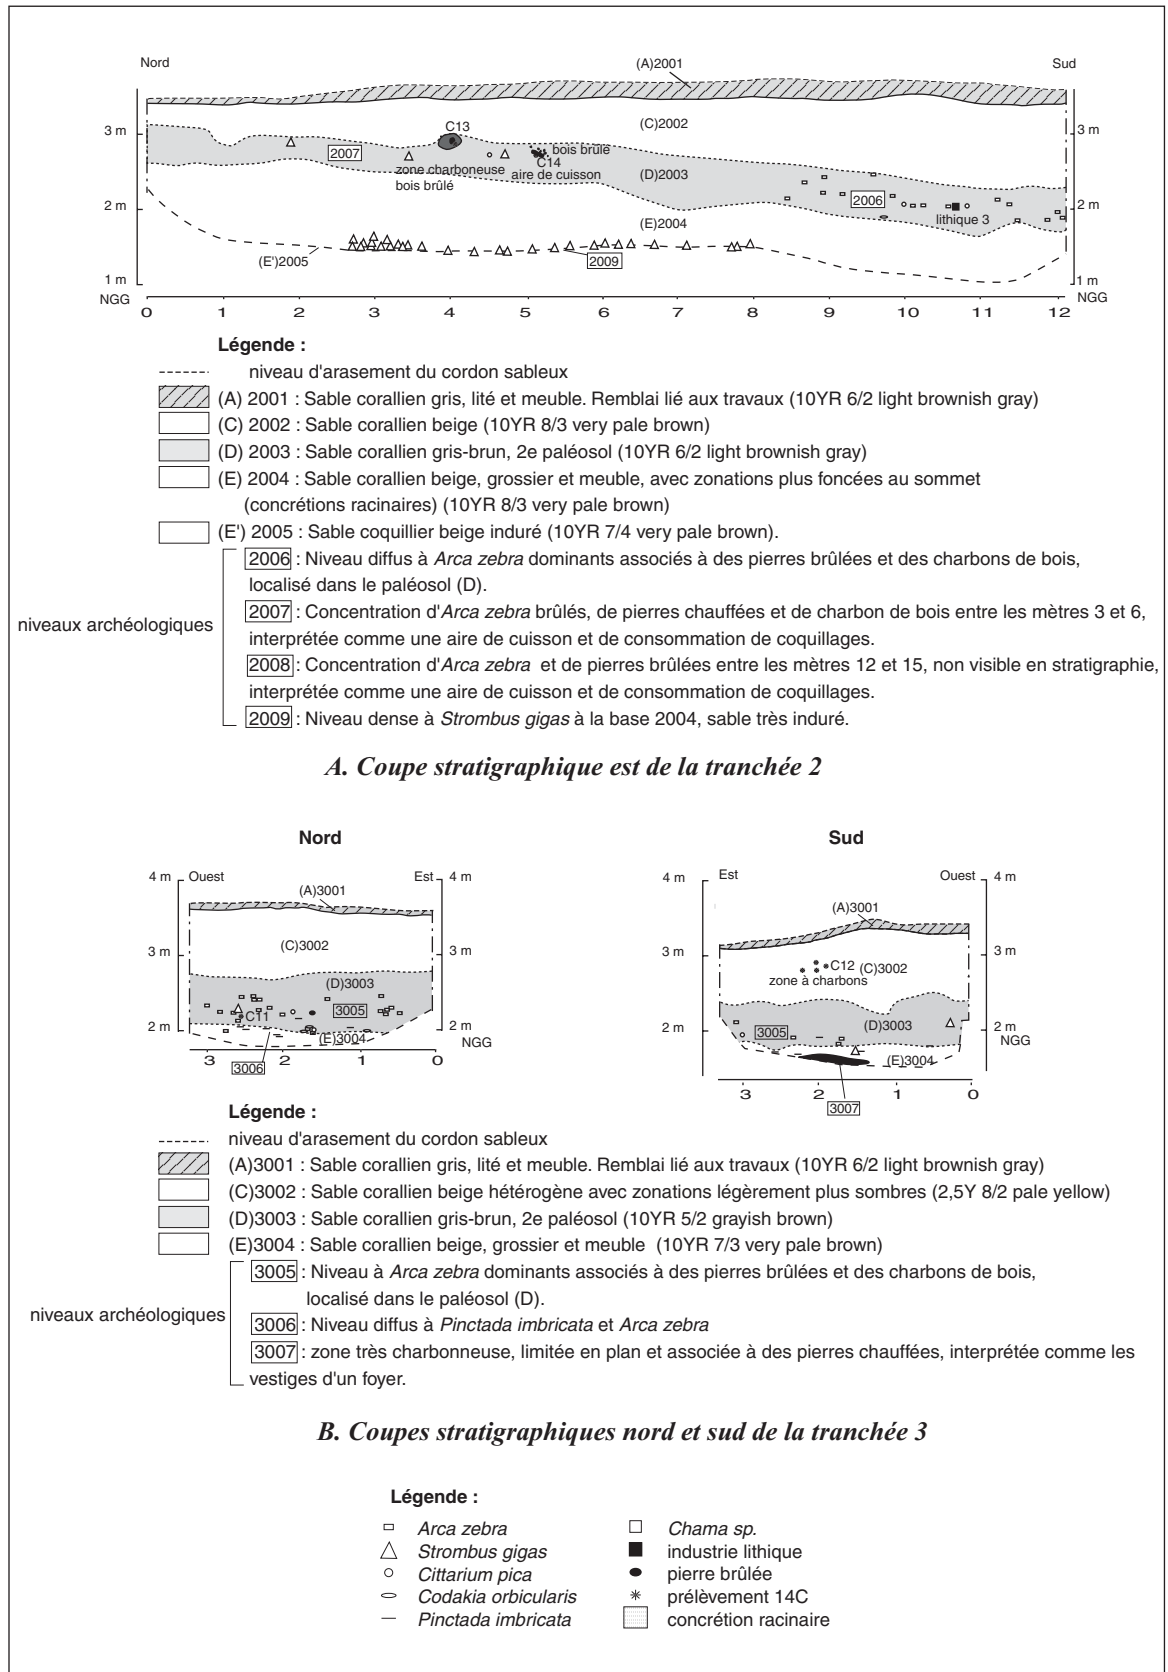 Nord
(A)2001
Sud
3 m
C13
(C)2002
3 m
2007
bois brûlé
C14
zone charboneuse
bois brûlé
aire de cuisson
(D)2003
2006
2 m
lithique 3
2 m
(E)2004
(E')2005
2009
1 m
1 m
NGG
NGG
0 1 2 3 4 5 6 7 8 9 10 11 12
Légende :
niveau d'arasement du cordon sableux
(A) 2001 : Sable corallien gris, lité et meuble. Remblai lié aux travaux (10YR 6/2 light brownish gray)
(C) 2002 : Sable corallien beige (10YR 8/3 very pale brown)
(D) 2003 : Sable corallien gris-brun, 2e paléosol (10YR 6/2 light brownish gray)
(E) 2004 : Sable corallien beige, grossier et meuble, avec zonations plus foncées au sommet
(concrétions racinaires) (10YR 8/3 very pale brown)
(E') 2005 : Sable coquillier beige induré (10YR 7/4 very pale brown).
niveaux archéologiques
2006 : Niveau diffus à Arca zebra dominants associés à des pierres brûlées et des charbons de bois,
localisé dans le paléosol (D).
2007 : Concentration d'Arca zebra brûlés, de pierres chauffées et de charbon de bois entre les mètres 3 et 6,
interprétée comme une aire de cuisson et de consommation de coquillages.
2008 : Concentration d'Arca zebra et de pierres brûlées entre les mètres 12 et 15, non visible en stratigraphie,
interprétée comme une aire de cuisson et de consommation de coquillages.
2009 : Niveau dense à Strombus gigas à la base 2004, sable très induré.
A. Coupe stratigraphique est de la tranchée 2
Nord
4 m
Ouest
Est
4 m
(A)3001
3 m
(C)3002
3 m
(D)3003
C11
3005
2 m
(E)3004
2 m
NGG
3 2 1 0
3006
Sud
4 m
Est
Ouest
4 m
(A)3001
3 m
C12
(C)3002
3 m
zone à charbons
2 m
3005
(D)3003
2 m
NGG
(E)3004
3 2 1 0
3007
Légende :
niveau d'arasement du cordon sableux
(A)3001 : Sable corallien gris, lité et meuble. Remblai lié aux travaux (10YR 6/2 light brownish gray)
(C)3002 : Sable corallien beige hétérogène avec zonations légèrement plus sombres (2,5Y 8/2 pale yellow)
(D)3003 : Sable corallien gris-brun, 2e paléosol (10YR 5/2 grayish brown)
(E)3004 : Sable corallien beige, grossier et meuble (10YR 7/3 very pale brown)
niveaux archéologiques
3005 : Niveau à Arca zebra dominants associés à des pierres brûlées et des charbons de bois,
localisé dans le paléosol (D).
3006 : Niveau diffus à Pinctada imbricata et Arca zebra
3007 : zone très charbonneuse, limitée en plan et associée à des pierres chauffées, interprétée comme les
vestiges d'un foyer.
B. Coupes stratigraphiques nord et sud de la tranchée 3
Légende :
Arca zebra
Strombus gigas
Cittarium pica
Codakia orbicularis
Pinctada imbricata
Chama sp.
industrie lithique
pierre brûlée
prélèvement 14C
concrétion racinaire